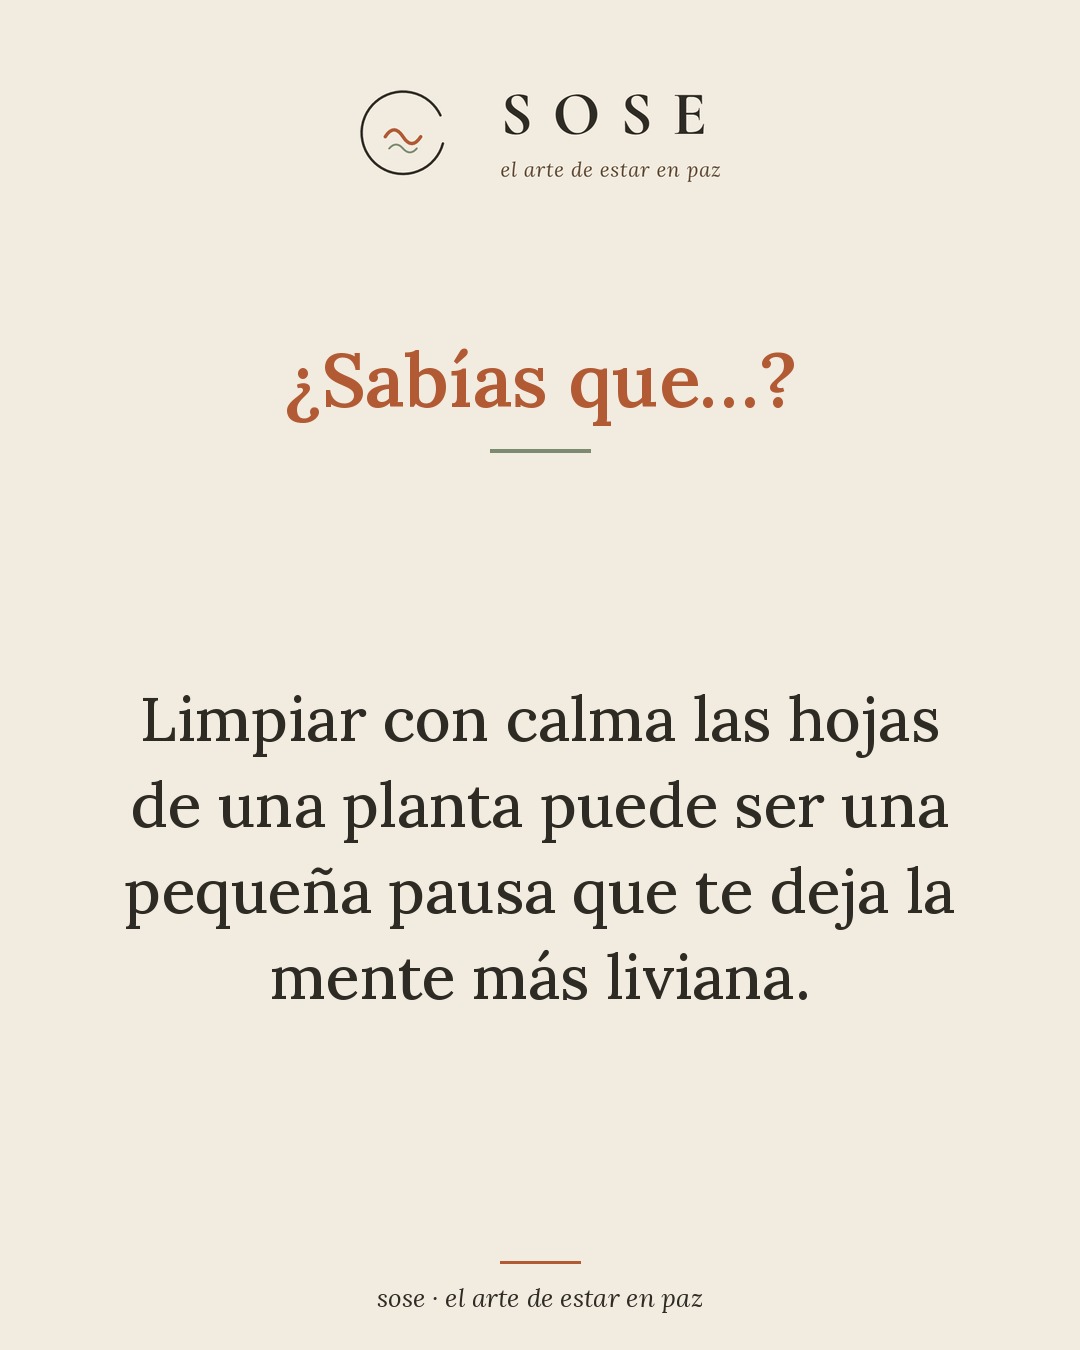 SOSE
el arte de estar en paz
¿Sabías que...?
Limpiar con calma las hojas
de una planta puede ser una
pequeña pausa que te deja la
mente más liviana.
sose · el arte de estar en paz